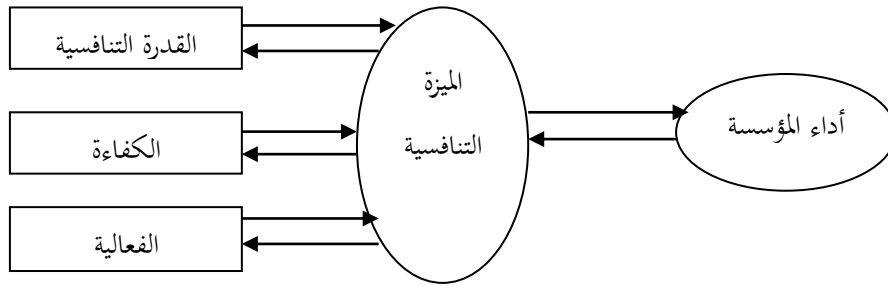 القدرة التنافسية
الميزة
التنافسية
أداء المؤسسة
الكفاءة
الفعالية